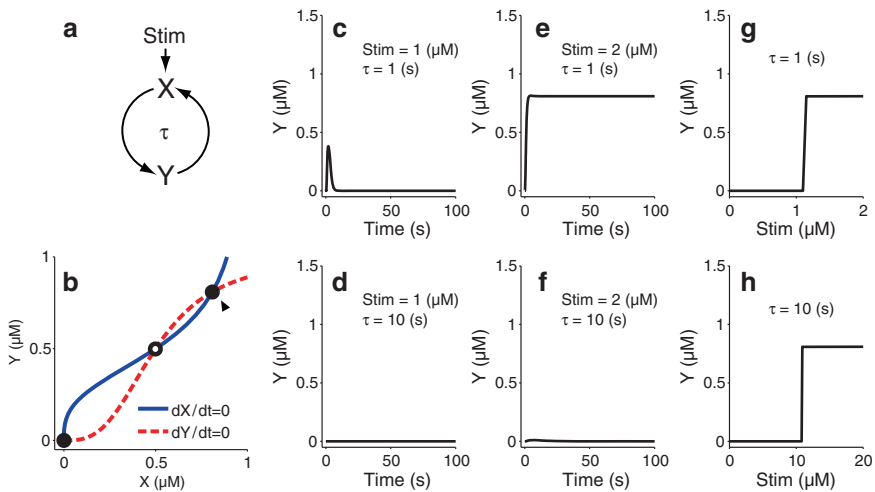 a
Stim
X
τ
Y
b
1
0.5
0
Y (µM)
dX/dt=0
dY/dt=0
0
0.5
1
X (µM)
c
Stim = 1 (µM)
τ = 1 (s)
1.5
1
0.5
0
Y (µM)
0
50
100
Time (s)
d
Stim = 1 (µM)
τ = 10 (s)
1.5
1
0.5
0
Y (µM)
0
50
100
Time (s)
e
Stim = 2 (µM)
τ = 1 (s)
1.5
1
0.5
0
Y (µM)
0
50
100
Time (s)
f
Stim = 2 (µM)
τ = 10 (s)
1.5
1
0.5
0
Y (µM)
0
50
100
Time (s)
g
τ = 1 (s)
1.5
1
0.5
0
Y (µM)
0
1
2
Stim (µM)
h
τ = 10 (s)
1.5
1
0.5
0
Y (µM)
0
10
20
Stim (µM)